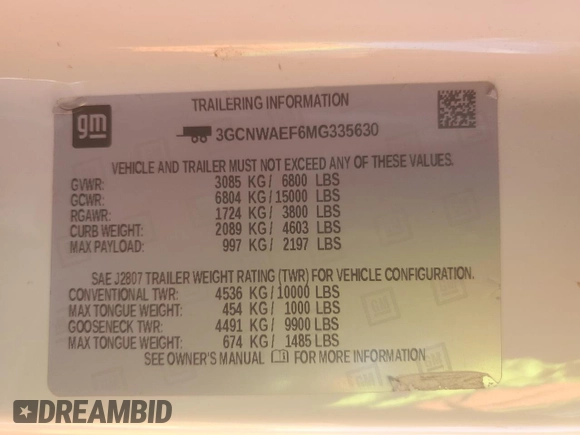 gm
TRAILERING INFORMATION
3GCNWAEF6MG335630
VEHICLE AND TRAILER MUST NOT EXCEED ANY OF THESE VALUES.
GVWR: 3085 KG / 6800 LBS
GCWR: 6804 KG / 15000 LBS
RGAWR: 1724 KG / 3800 LBS
CURB WEIGHT: 2089 KG / 4603 LBS
MAX PAYLOAD: 997 KG / 2197 LBS
SAE J2807 TRAILER WEIGHT RATING (TWR) FOR VEHICLE CONFIGURATION.
CONVENTIONAL TWR: 4536 KG / 10000 LBS
MAX TONGUE WEIGHT: 454 KG / 1000 LBS
GOOSENECK TWR: 4491 KG / 9900 LBS
MAX TONGUE WEIGHT: 674 KG / 1485 LBS
SEE OWNER'S MANUAL FOR MORE INFORMATION
DREAMBID